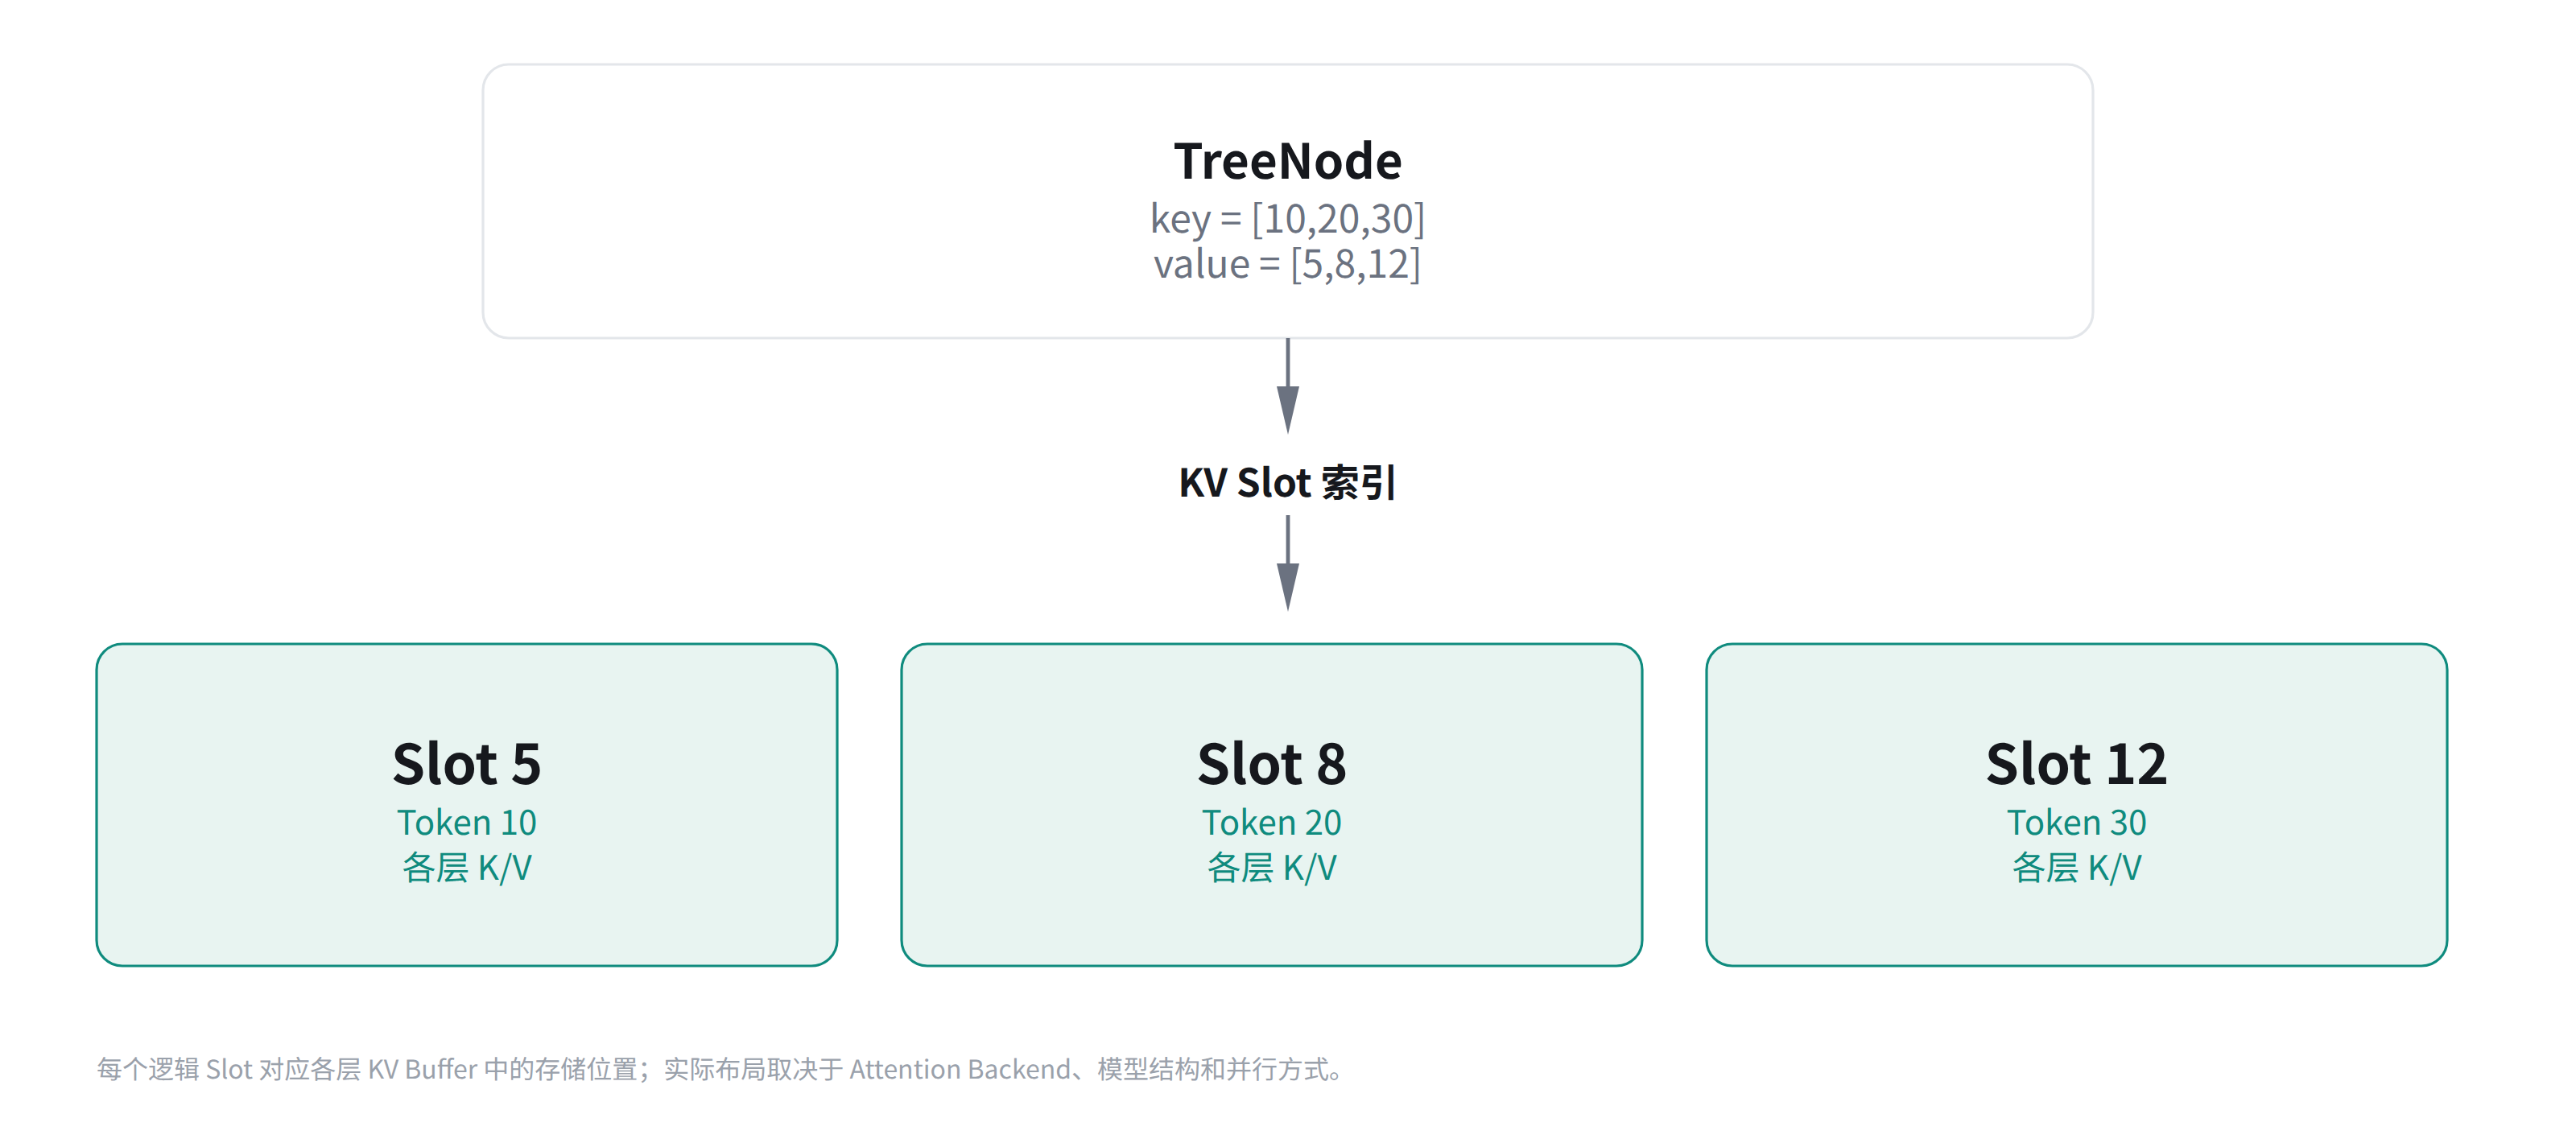 TreeNode
key = [10,20,30]
value = [5,8,12]
KV Slot 索引
Slot 5
Token 10
各层 K/V
Slot 8
Token 20
各层 K/V
Slot 12
Token 30
各层 K/V
每个逻辑 Slot 对应各层 KV Buffer 中的存储位置；实际布局取决于 Attention Backend、模型结构和并行方式。